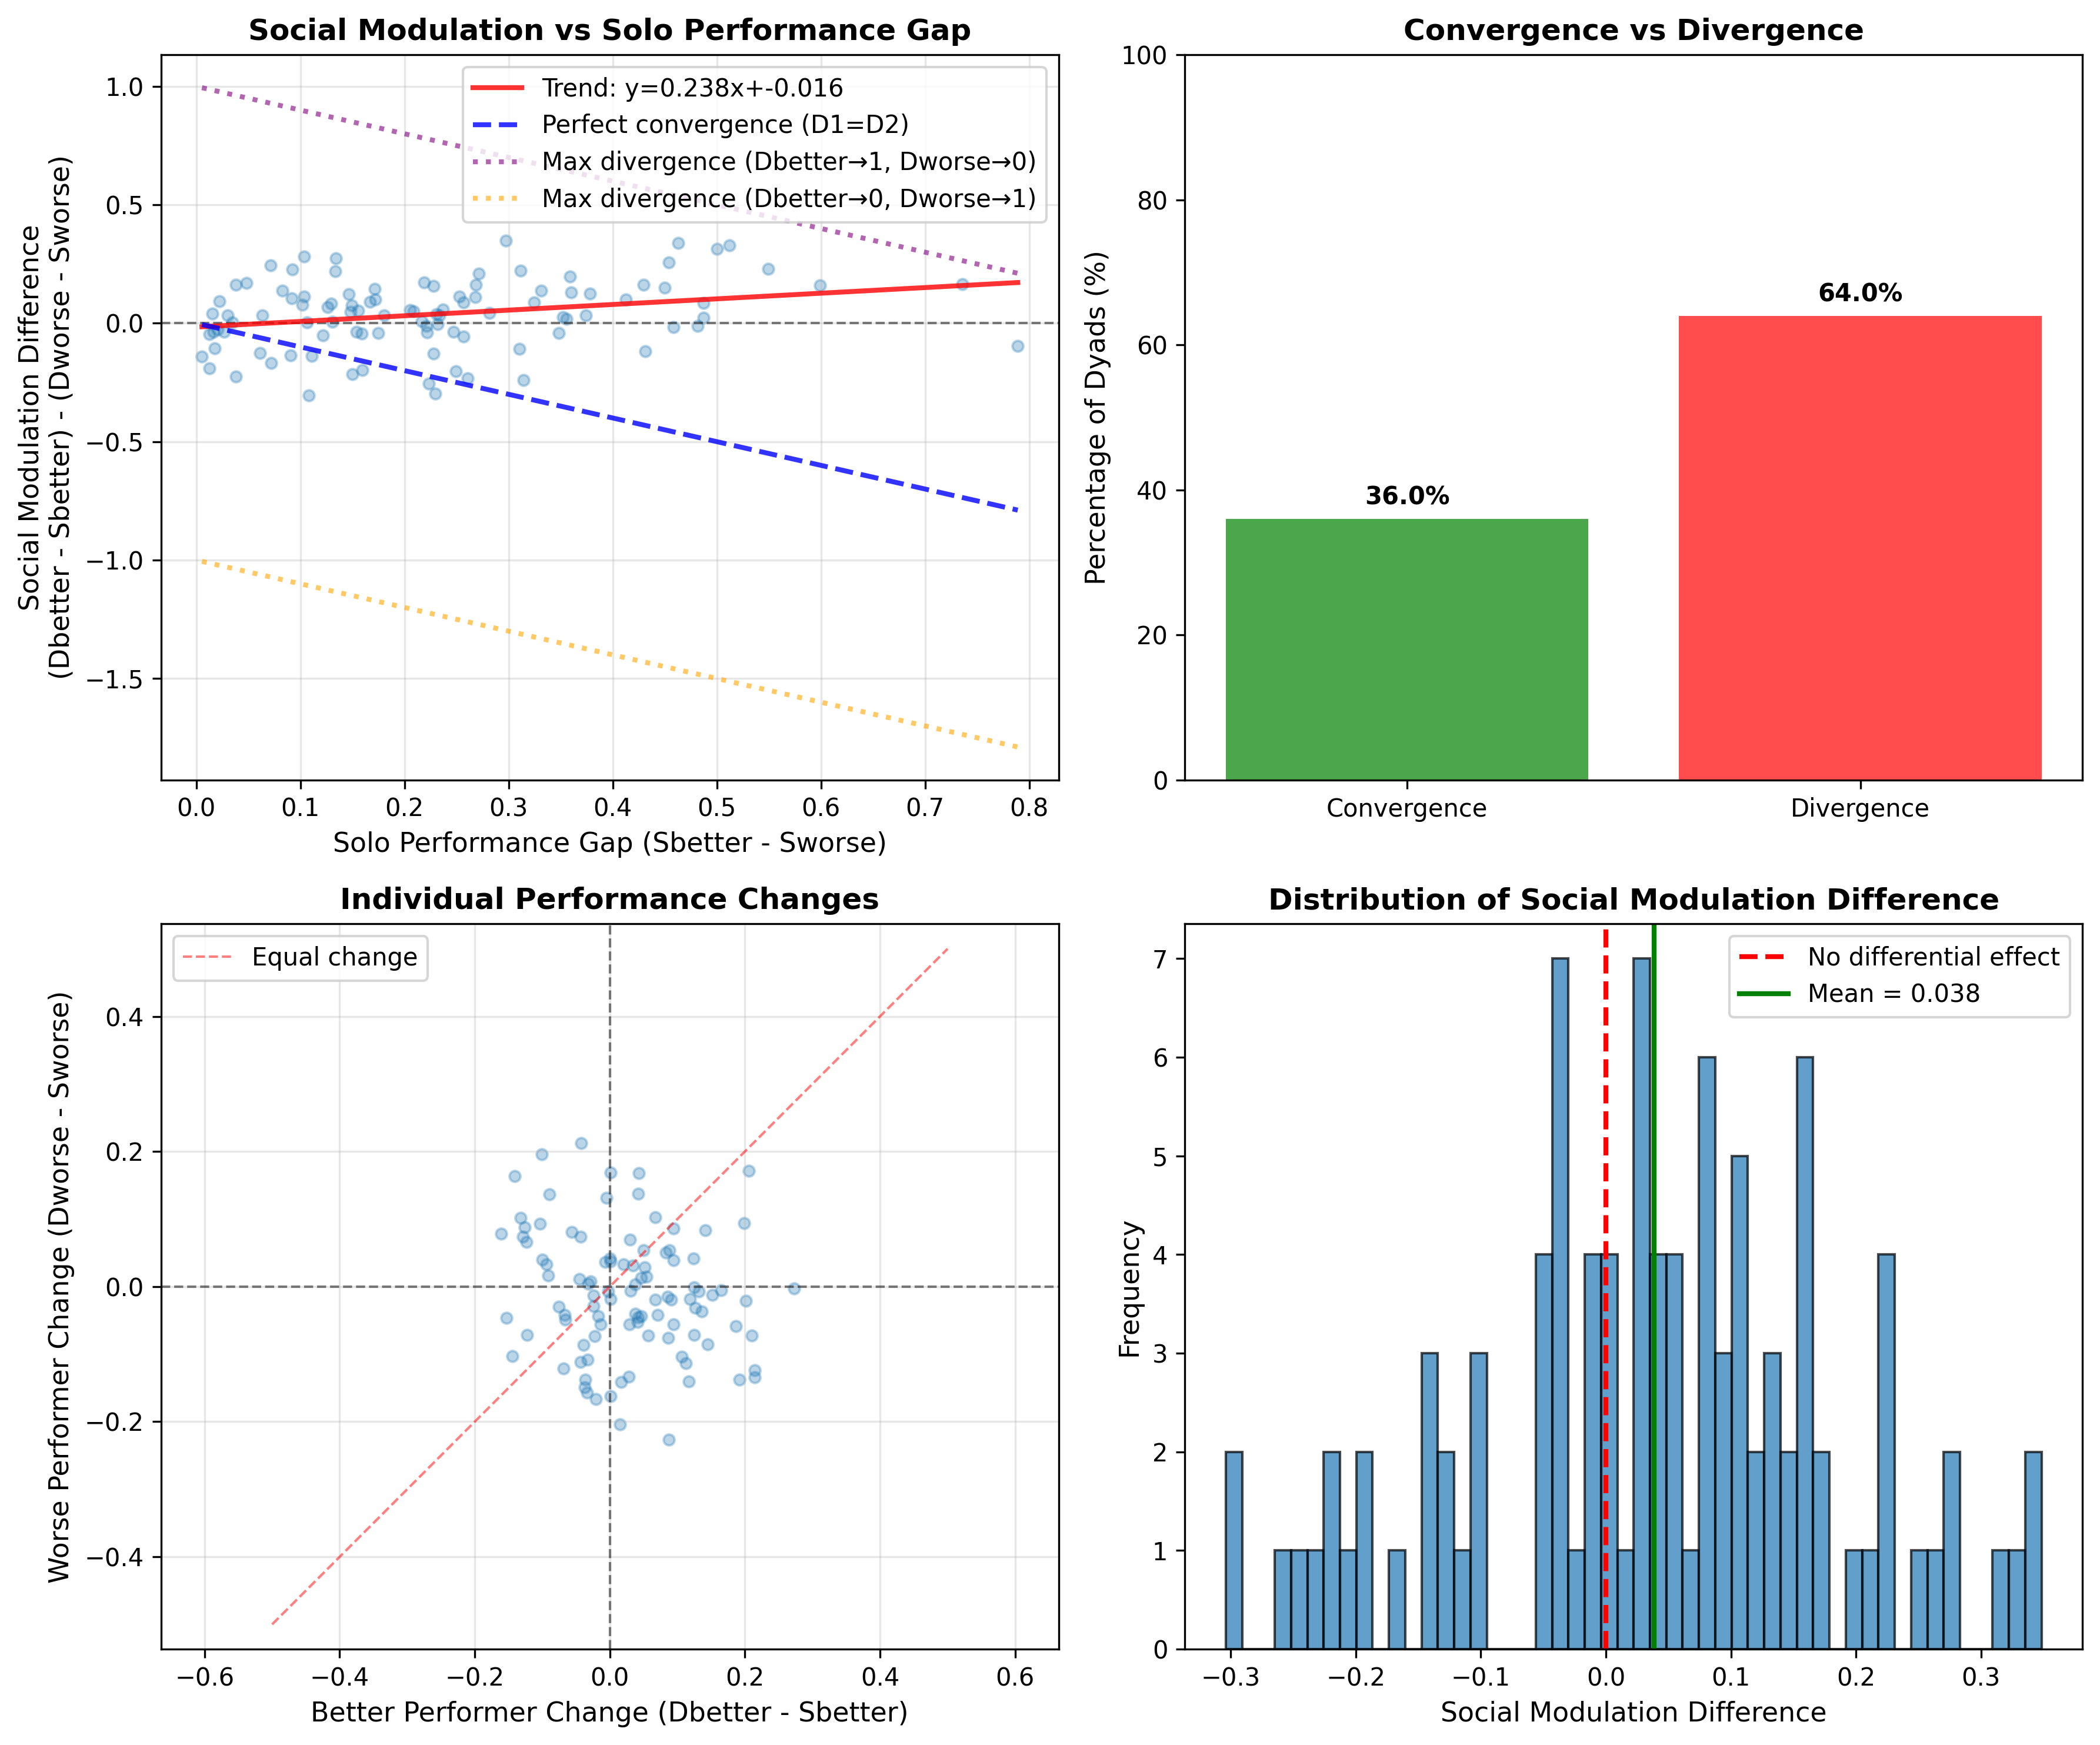 Social Modulation vs Solo Performance Gap
Trend: y=0.238x+-0.016
Perfect convergence (D1=D2)
Max divergence (Dbetter→1, Dworse→0)
Max divergence (Dbetter→0, Dworse→1)
1.0
0.5
0.0
−0.5
−1.0
−1.5
Social Modulation Difference
(Dbetter - Sbetter) - (Dworse - Sworse)
0.0 0.1 0.2 0.3 0.4 0.5 0.6 0.7 0.8
Solo Performance Gap (Sbetter - Sworse)
Convergence vs Divergence
100
80
60
40
20
0
Percentage of Dyads (%)
36.0%
64.0%
Convergence Divergence
Individual Performance Changes
Equal change
0.4
0.2
0.0
−0.2
−0.4
Worse Performer Change (Dworse - Sworse)
−0.6 −0.4 −0.2 0.0 0.2 0.4 0.6
Better Performer Change (Dbetter - Sbetter)
Distribution of Social Modulation Difference
No differential effect
Mean = 0.038
7
6
5
4
3
2
1
0
Frequency
−0.3 −0.2 −0.1 0.0 0.1 0.2 0.3
Social Modulation Difference